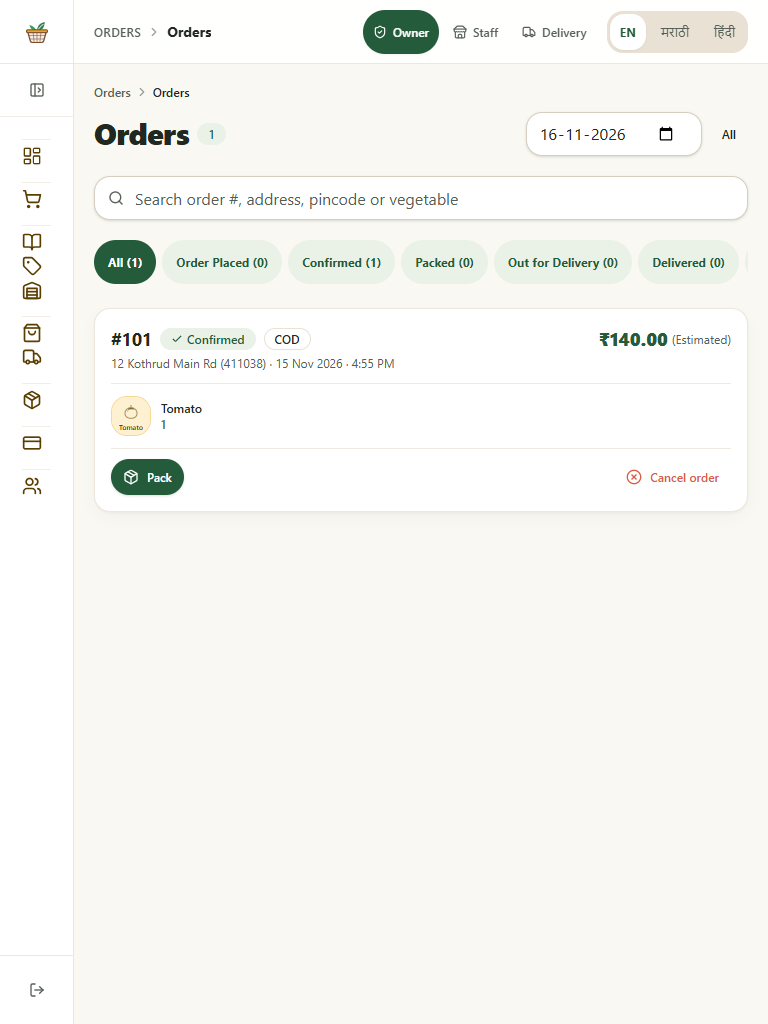 ORDERS > Orders
Owner Staff Delivery EN मराठी हिंदी
Orders > Orders
Orders 1
16-11-2026 All
Search order #, address, pincode or vegetable
All (1) Order Placed (0) Confirmed (1) Packed (0) Out for Delivery (0) Delivered (0)
#101 Confirmed COD ₹140.00 (Estimated)
12 Kothrud Main Rd (411038) · 15 Nov 2026 · 4:55 PM
Tomato
Tomato
1
Pack Cancel order